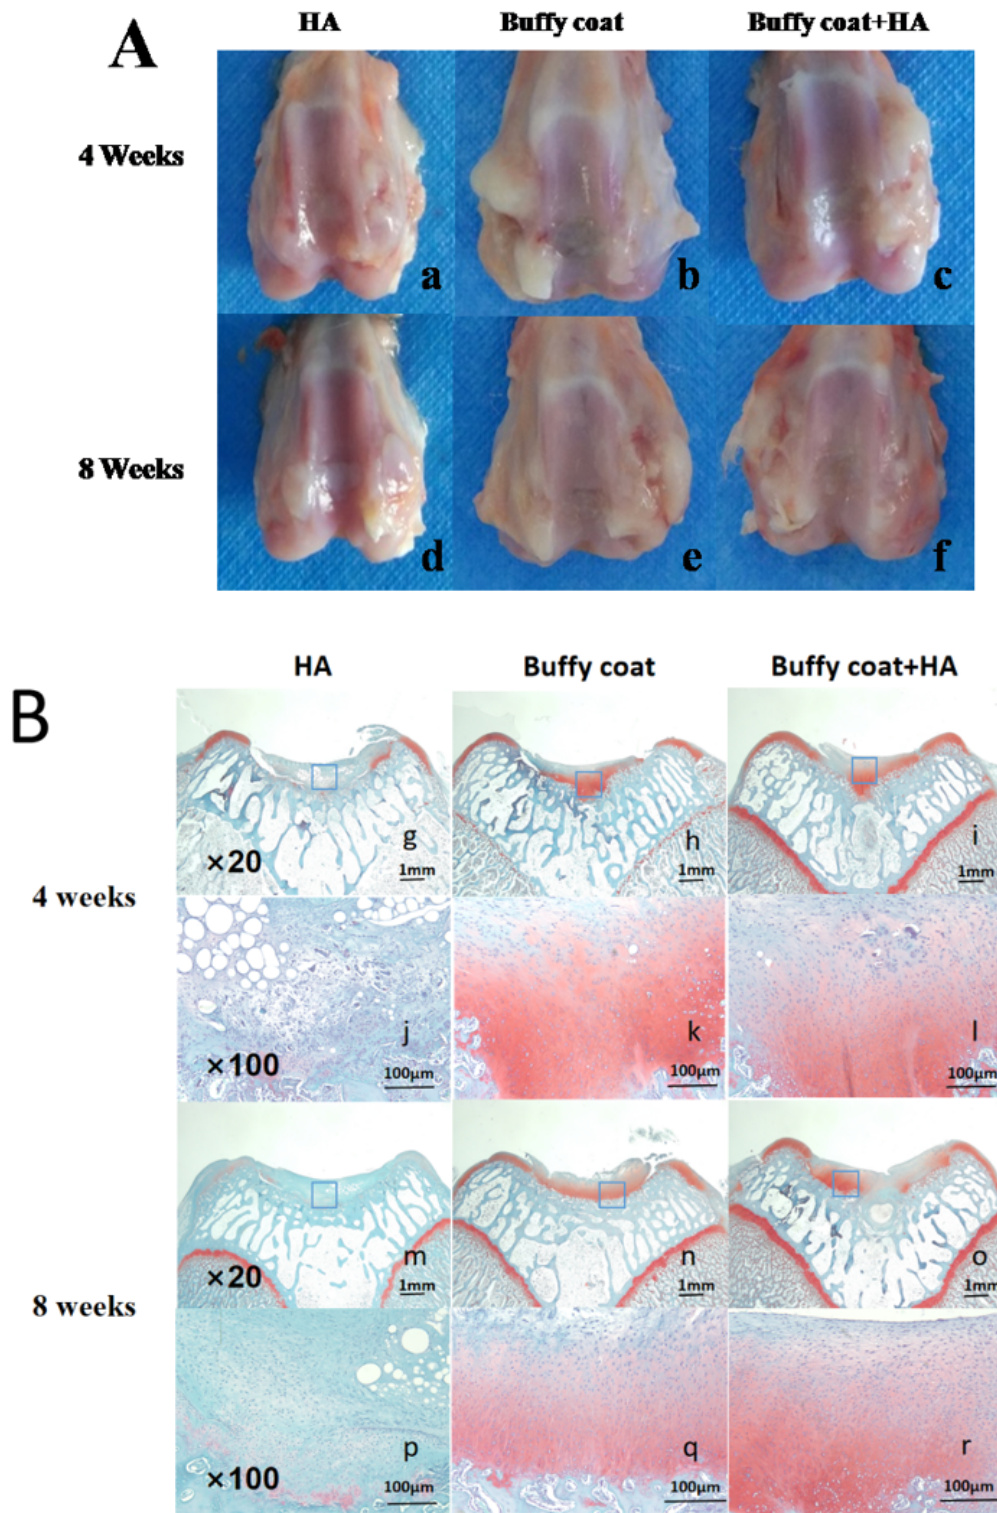 HA Buffy coat Buffy coat+HA
A
4 Weeks
a b c
8 Weeks
d e f
HA Buffy coat Buffy coat+HA
B
g h i
×20 1mm 1mm 1mm
4 weeks
j k l
×100 100µm 100µm 100µm
m n o
×20 1mm 1mm 1mm
8 weeks
p q r
×100 100µm 100µm 100µm